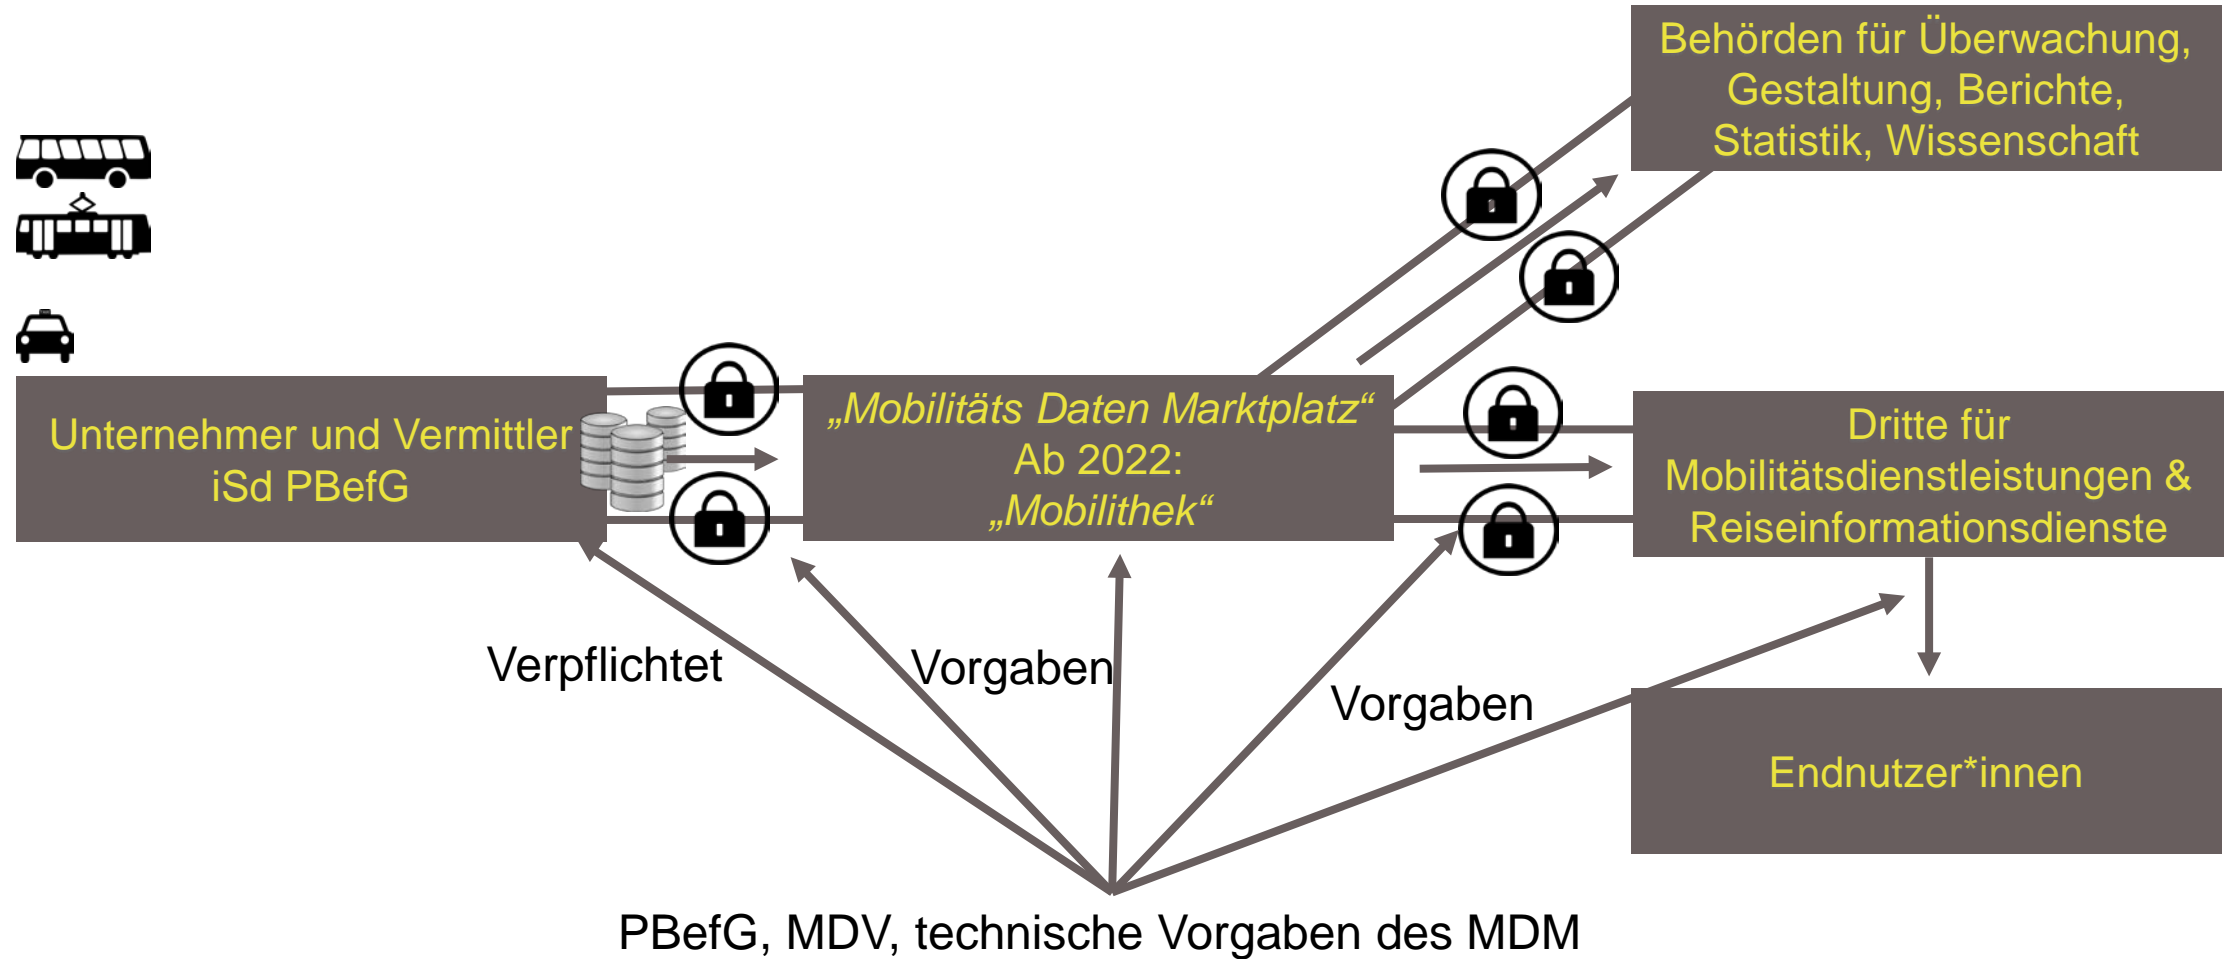 Behörden für Überwachung,
Gestaltung, Berichte,
Statistik, Wissenschaft
Unternehmer und Vermittler
iSd PBefG
„Mobilitäts Daten Marktplatz“
Ab 2022:
„Mobilithek“
Dritte für
Mobilitätsdienstleistungen &
Reiseinformationsdienste
Verpflichtet
Vorgaben
Vorgaben
Endnutzer*innen
PBefG, MDV, technische Vorgaben des MDM